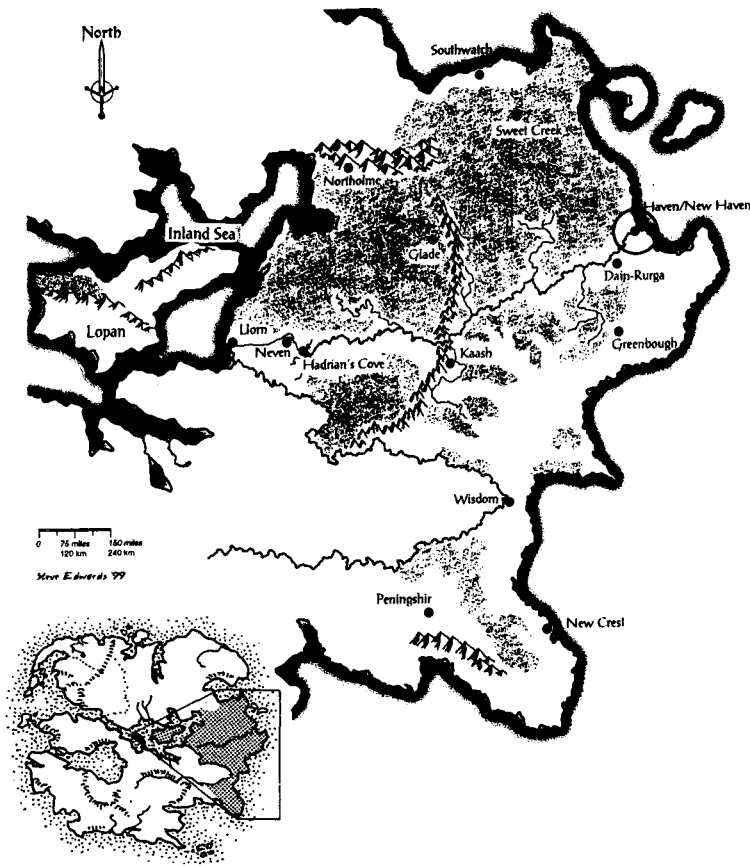 North
Southwatch
Sweet Creek
Northolme
Haven/New Haven
Inland Sea
Glade
Dain-Rurga
Lopan
Llorn
Neven
Hadrian's Cove
Kaash
Greenbough
Wisdom
0 75 miles 150 miles
120 km 240 km
Steve Edwards '99
Peningshir
New Crest